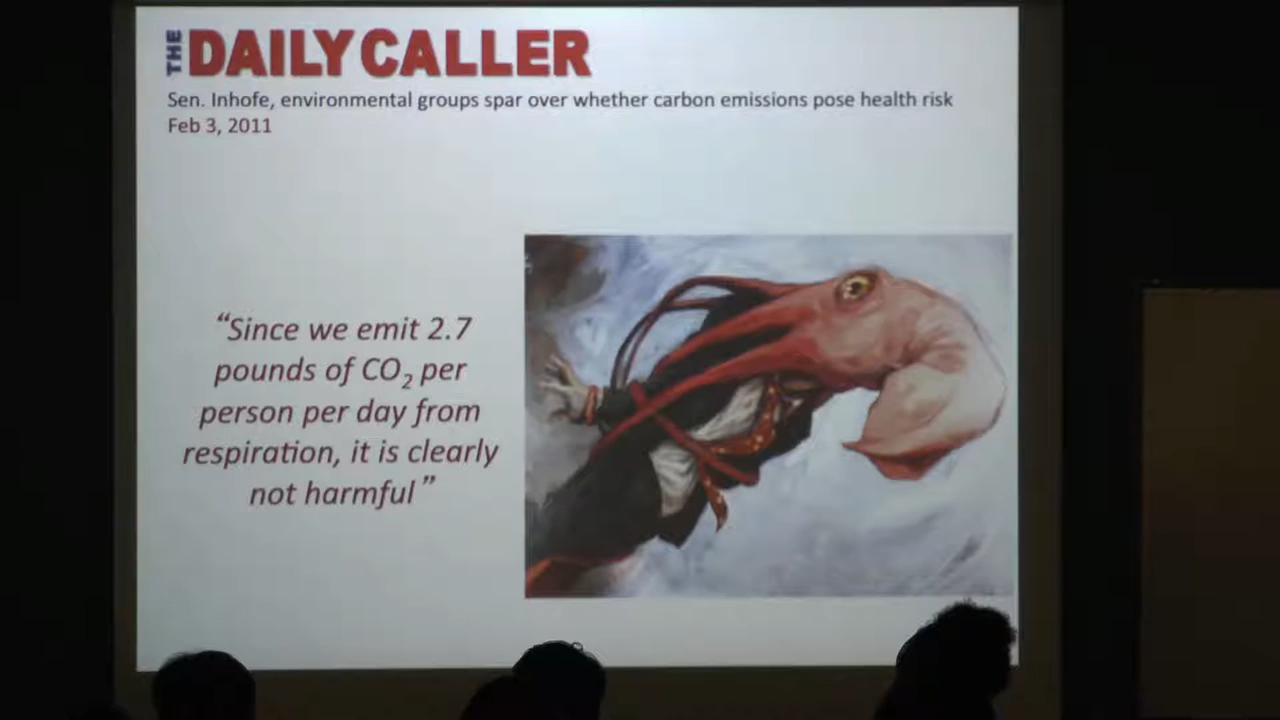 THE DAILY CALLER
Sen. Inhofe, environmental groups spar over whether carbon emissions pose health risk
Feb 3, 2011
“Since we emit 2.7
pounds of CO₂ per
person per day from
respiration, it is clearly
not harmful”